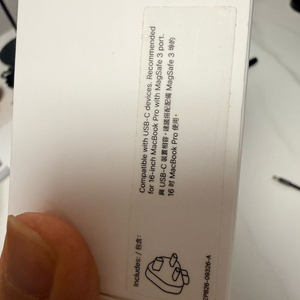 Compatible with USB-C devices. Recommended
for 16-inch MacBook Pro with MagSafe 3 port.
與 USB-C 裝置相容。建議搭配配備 MagSafe 3 埠的
16 吋 MacBook Pro 使用。
Includes: / 包含：
EP826-09326-A